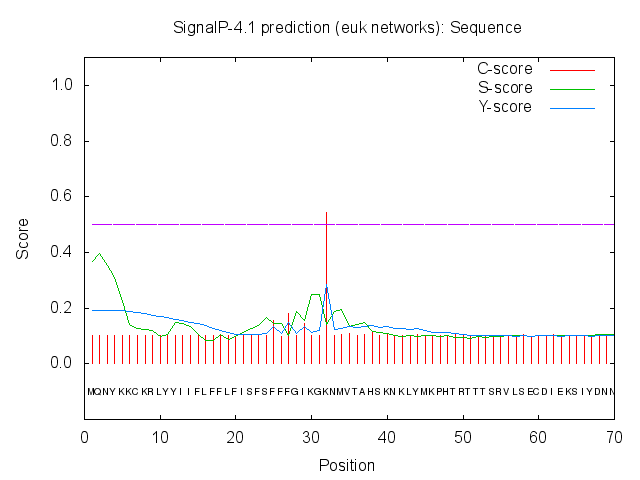 SignalP-4.1 prediction (euk networks): Sequence
C-score
S-score
Y-score
1.0
0.8
0.6
0.4
0.2
0.0
Score
MQNYKKCKRLYYIIFLFFLFISFSFFFGIKGKNMVTAHSKNKLYMKPHTRTTTSRVLSECDIEKSIYDNN
0 10 20 30 40 50 60 70
Position